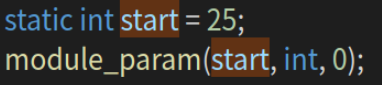 static int start = 25;
module_param(start, int, 0);